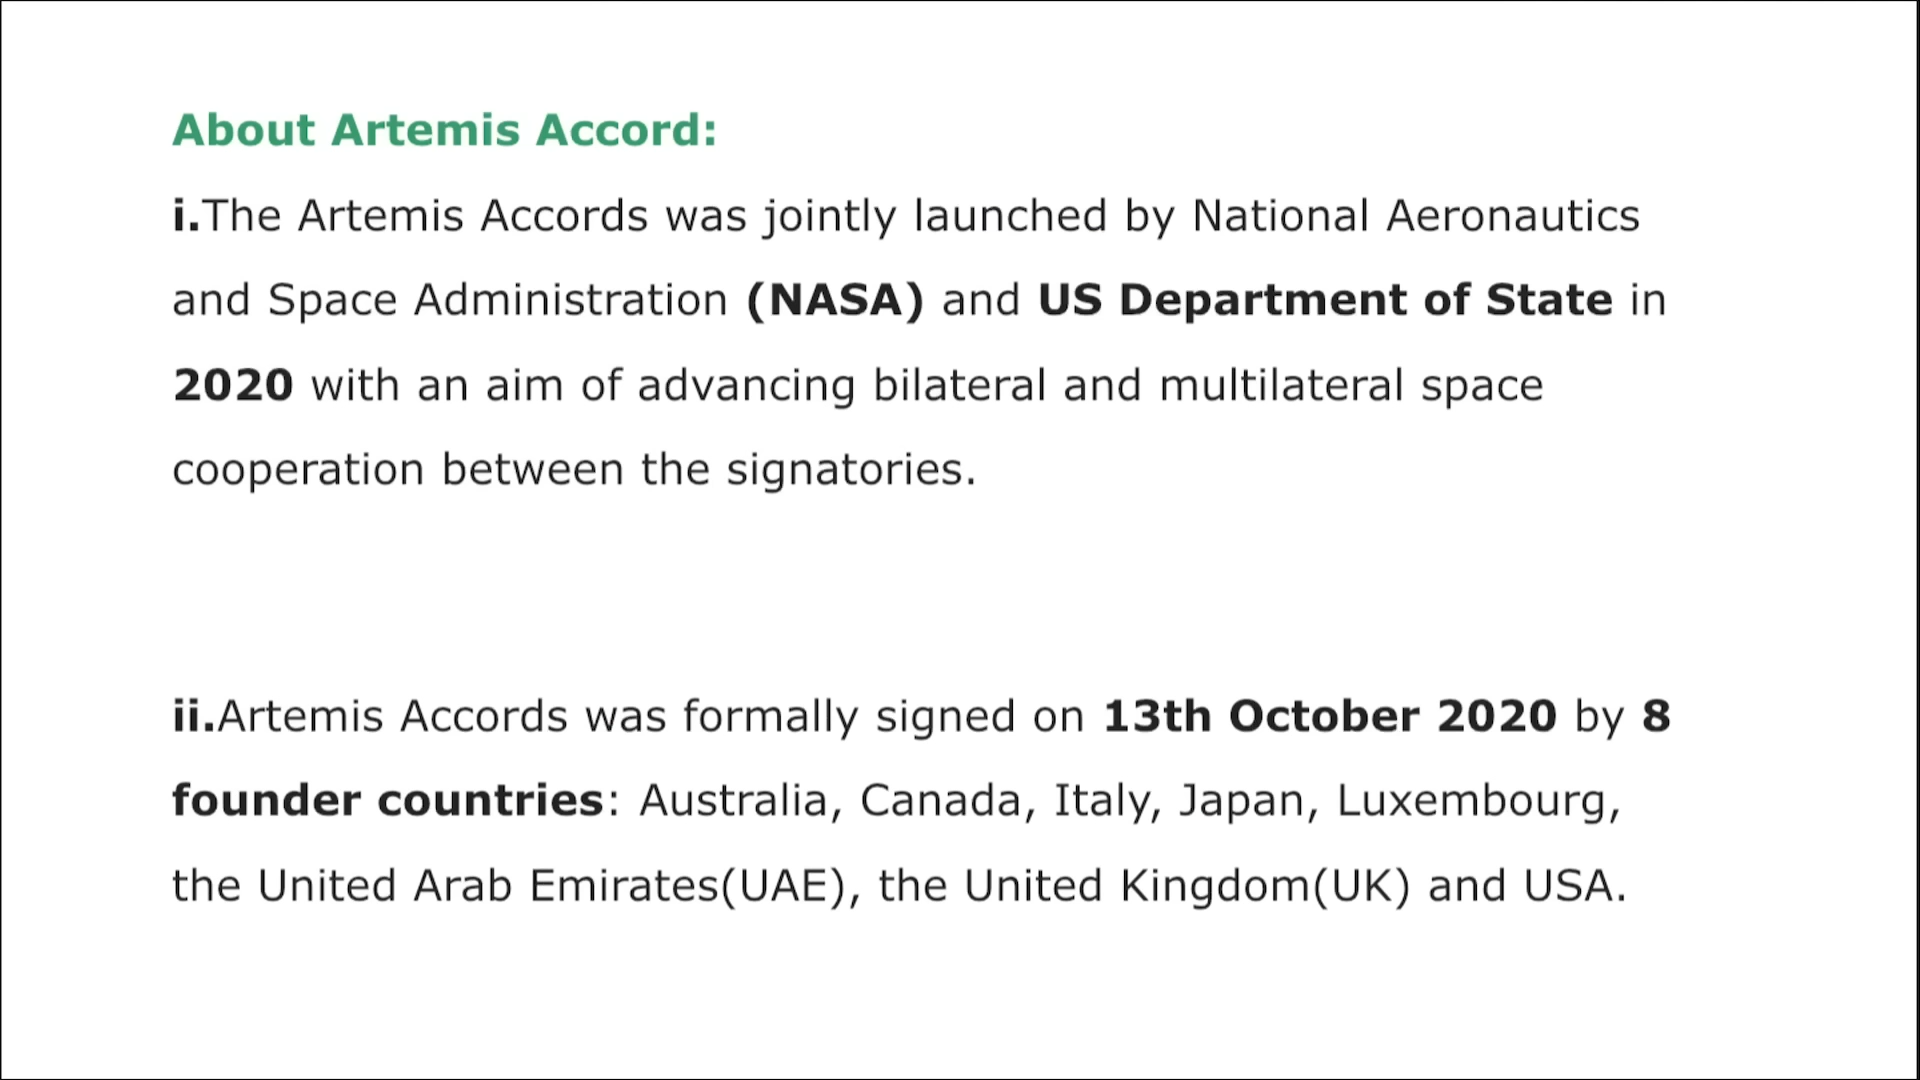 About Artemis Accord:
i.The Artemis Accords was jointly launched by National Aeronautics
and Space Administration (NASA) and US Department of State in
2020 with an aim of advancing bilateral and multilateral space
cooperation between the signatories.
ii.Artemis Accords was formally signed on 13th October 2020 by 8
founder countries: Australia, Canada, Italy, Japan, Luxembourg,
the United Arab Emirates(UAE), the United Kingdom(UK) and USA.